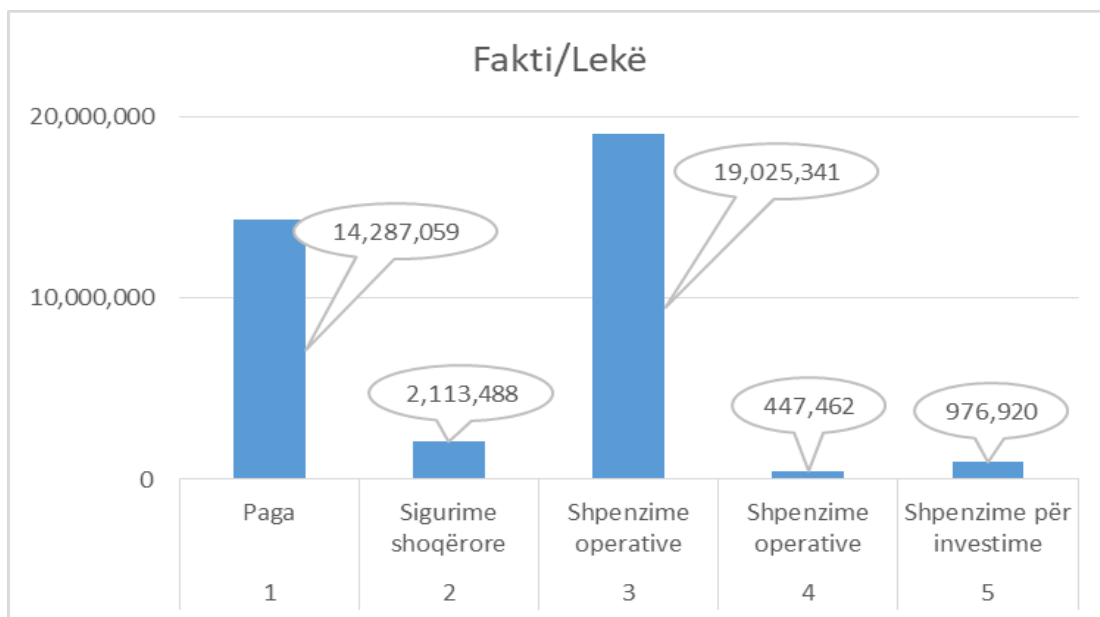 Fakti/Lekë
20,000,000
19,025,341
14,287,059
10,000,000
2,113,488
447,462
976,920
0
Paga
Sigurime
shoqërore
Shpenzime
operative
Shpenzime
operative
Shpenzime për
investime
1
2
3
4
5